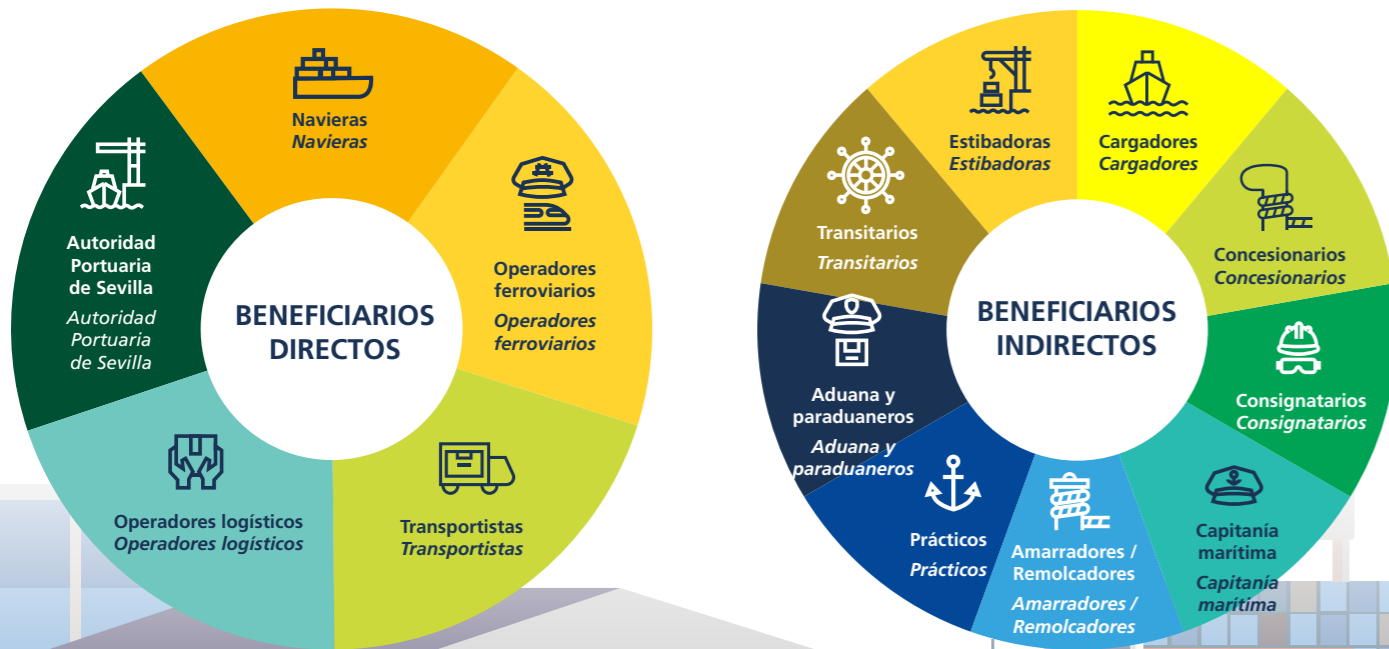 BENEFICIARIOS
DIRECTOS
Navieras
Navieras
Operadores
ferroviarios
Operadores
ferroviarios
Transportistas
Transportistas
Operadores logísticos
Operadores logísticos
Autoridad
Portuaria
de Sevilla
Autoridad
Portuaria
de Sevilla
BENEFICIARIOS
INDIRECTOS
Cargadores
Cargadores
Concesionarios
Concesionarios
Consignatarios
Consignatarios
Capitanía
marítima
Capitanía
marítima
Amarradores /
Remolcadores
Amarradores /
Remolcadores
Prácticos
Prácticos
Aduana y
paraduaneros
Aduana y
paraduaneros
Transitarios
Transitarios
Estibadoras
Estibadoras